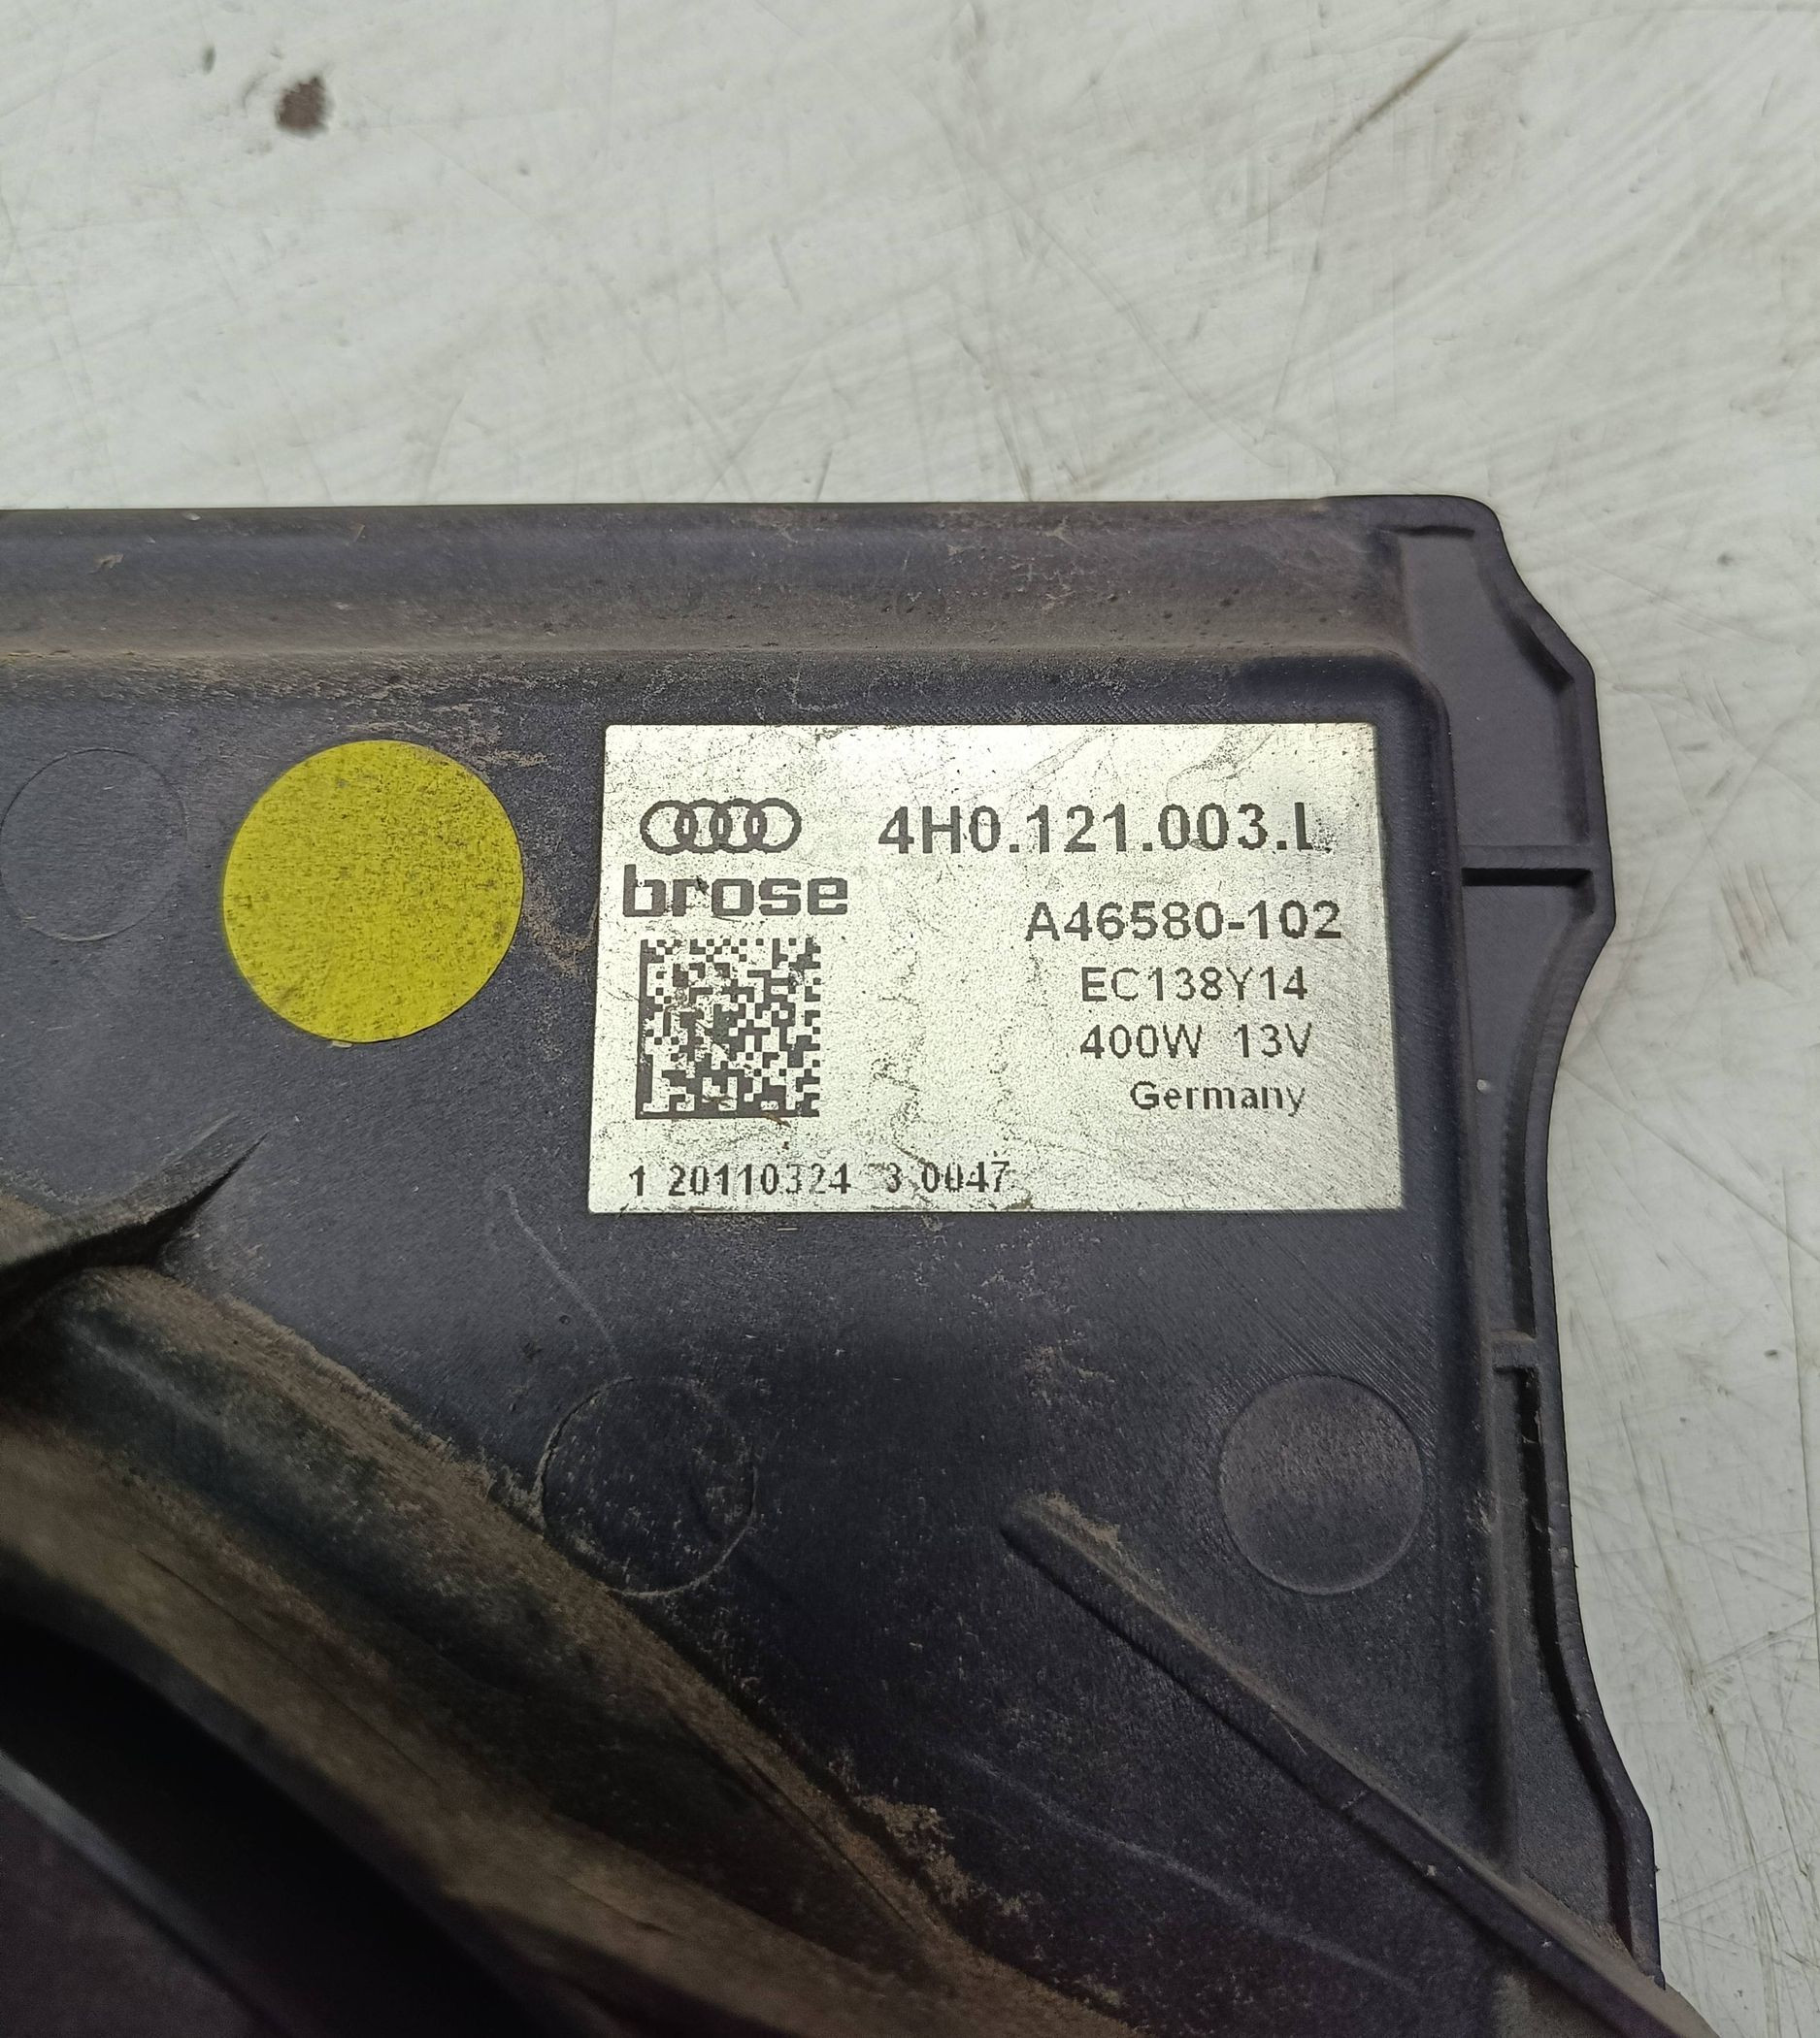 4H0.121.003.L
brose
A46580-102
EC138Y14
400W 13V
Germany
1 20110324 3 0047